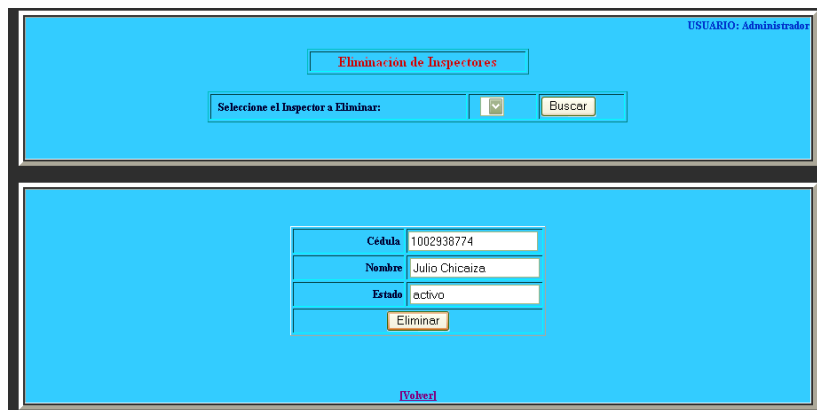 USUARIO: Administrador
Eliminación de Inspectores
Seleccione el Inspector a Eliminar: Buscar
Cédula 1002938774
Nombre Julio Chicaiza
Estado activo
Eliminar
[Volver]